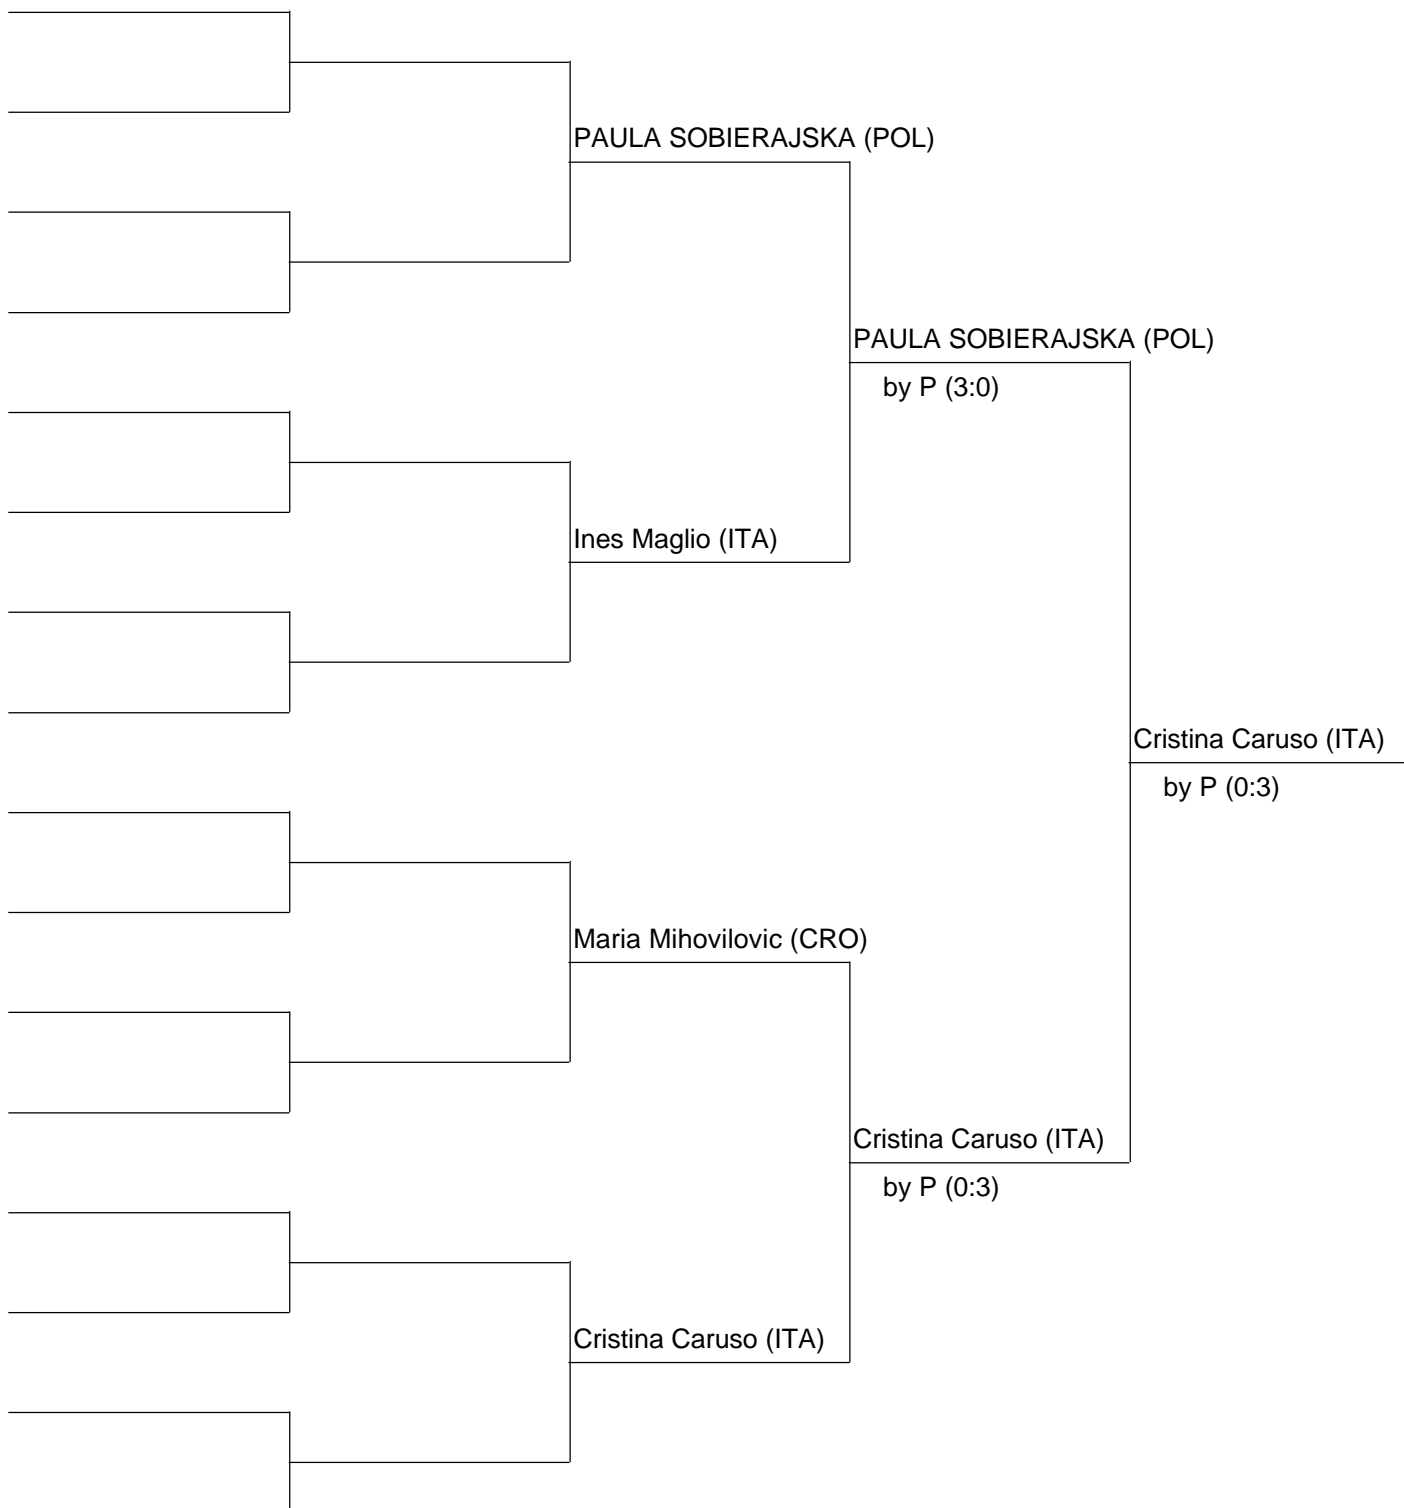 PAULA SOBIERAJSKA (POL)
PAULA SOBIERAJSKA (POL)
by P (3:0)
Ines Maglio (ITA)
Cristina Caruso (ITA)
by P (0:3)
Maria Mihovilovic (CRO)
Cristina Caruso (ITA)
by P (0:3)
Cristina Caruso (ITA)